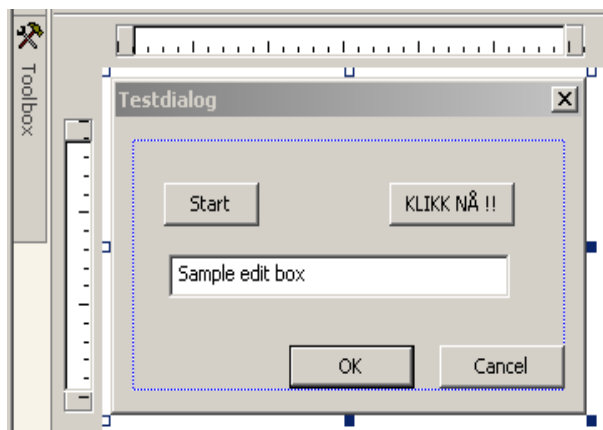 Toolbox
Testdialog
Start
KLIKK NÅ !!
Sample edit box
OK
Cancel